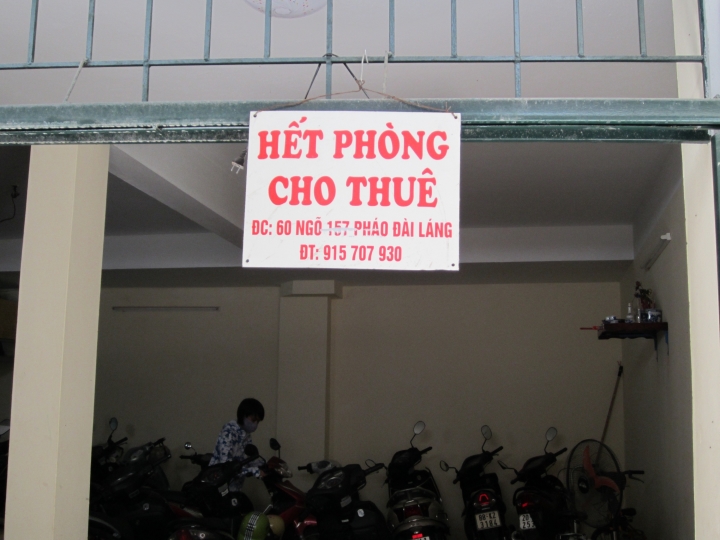 HẾT PHÒNG
CHO THUÊ
ĐC: 60 NGÕ 157 PHÁO ĐÀI LÁNG
ĐT: 915 707 930